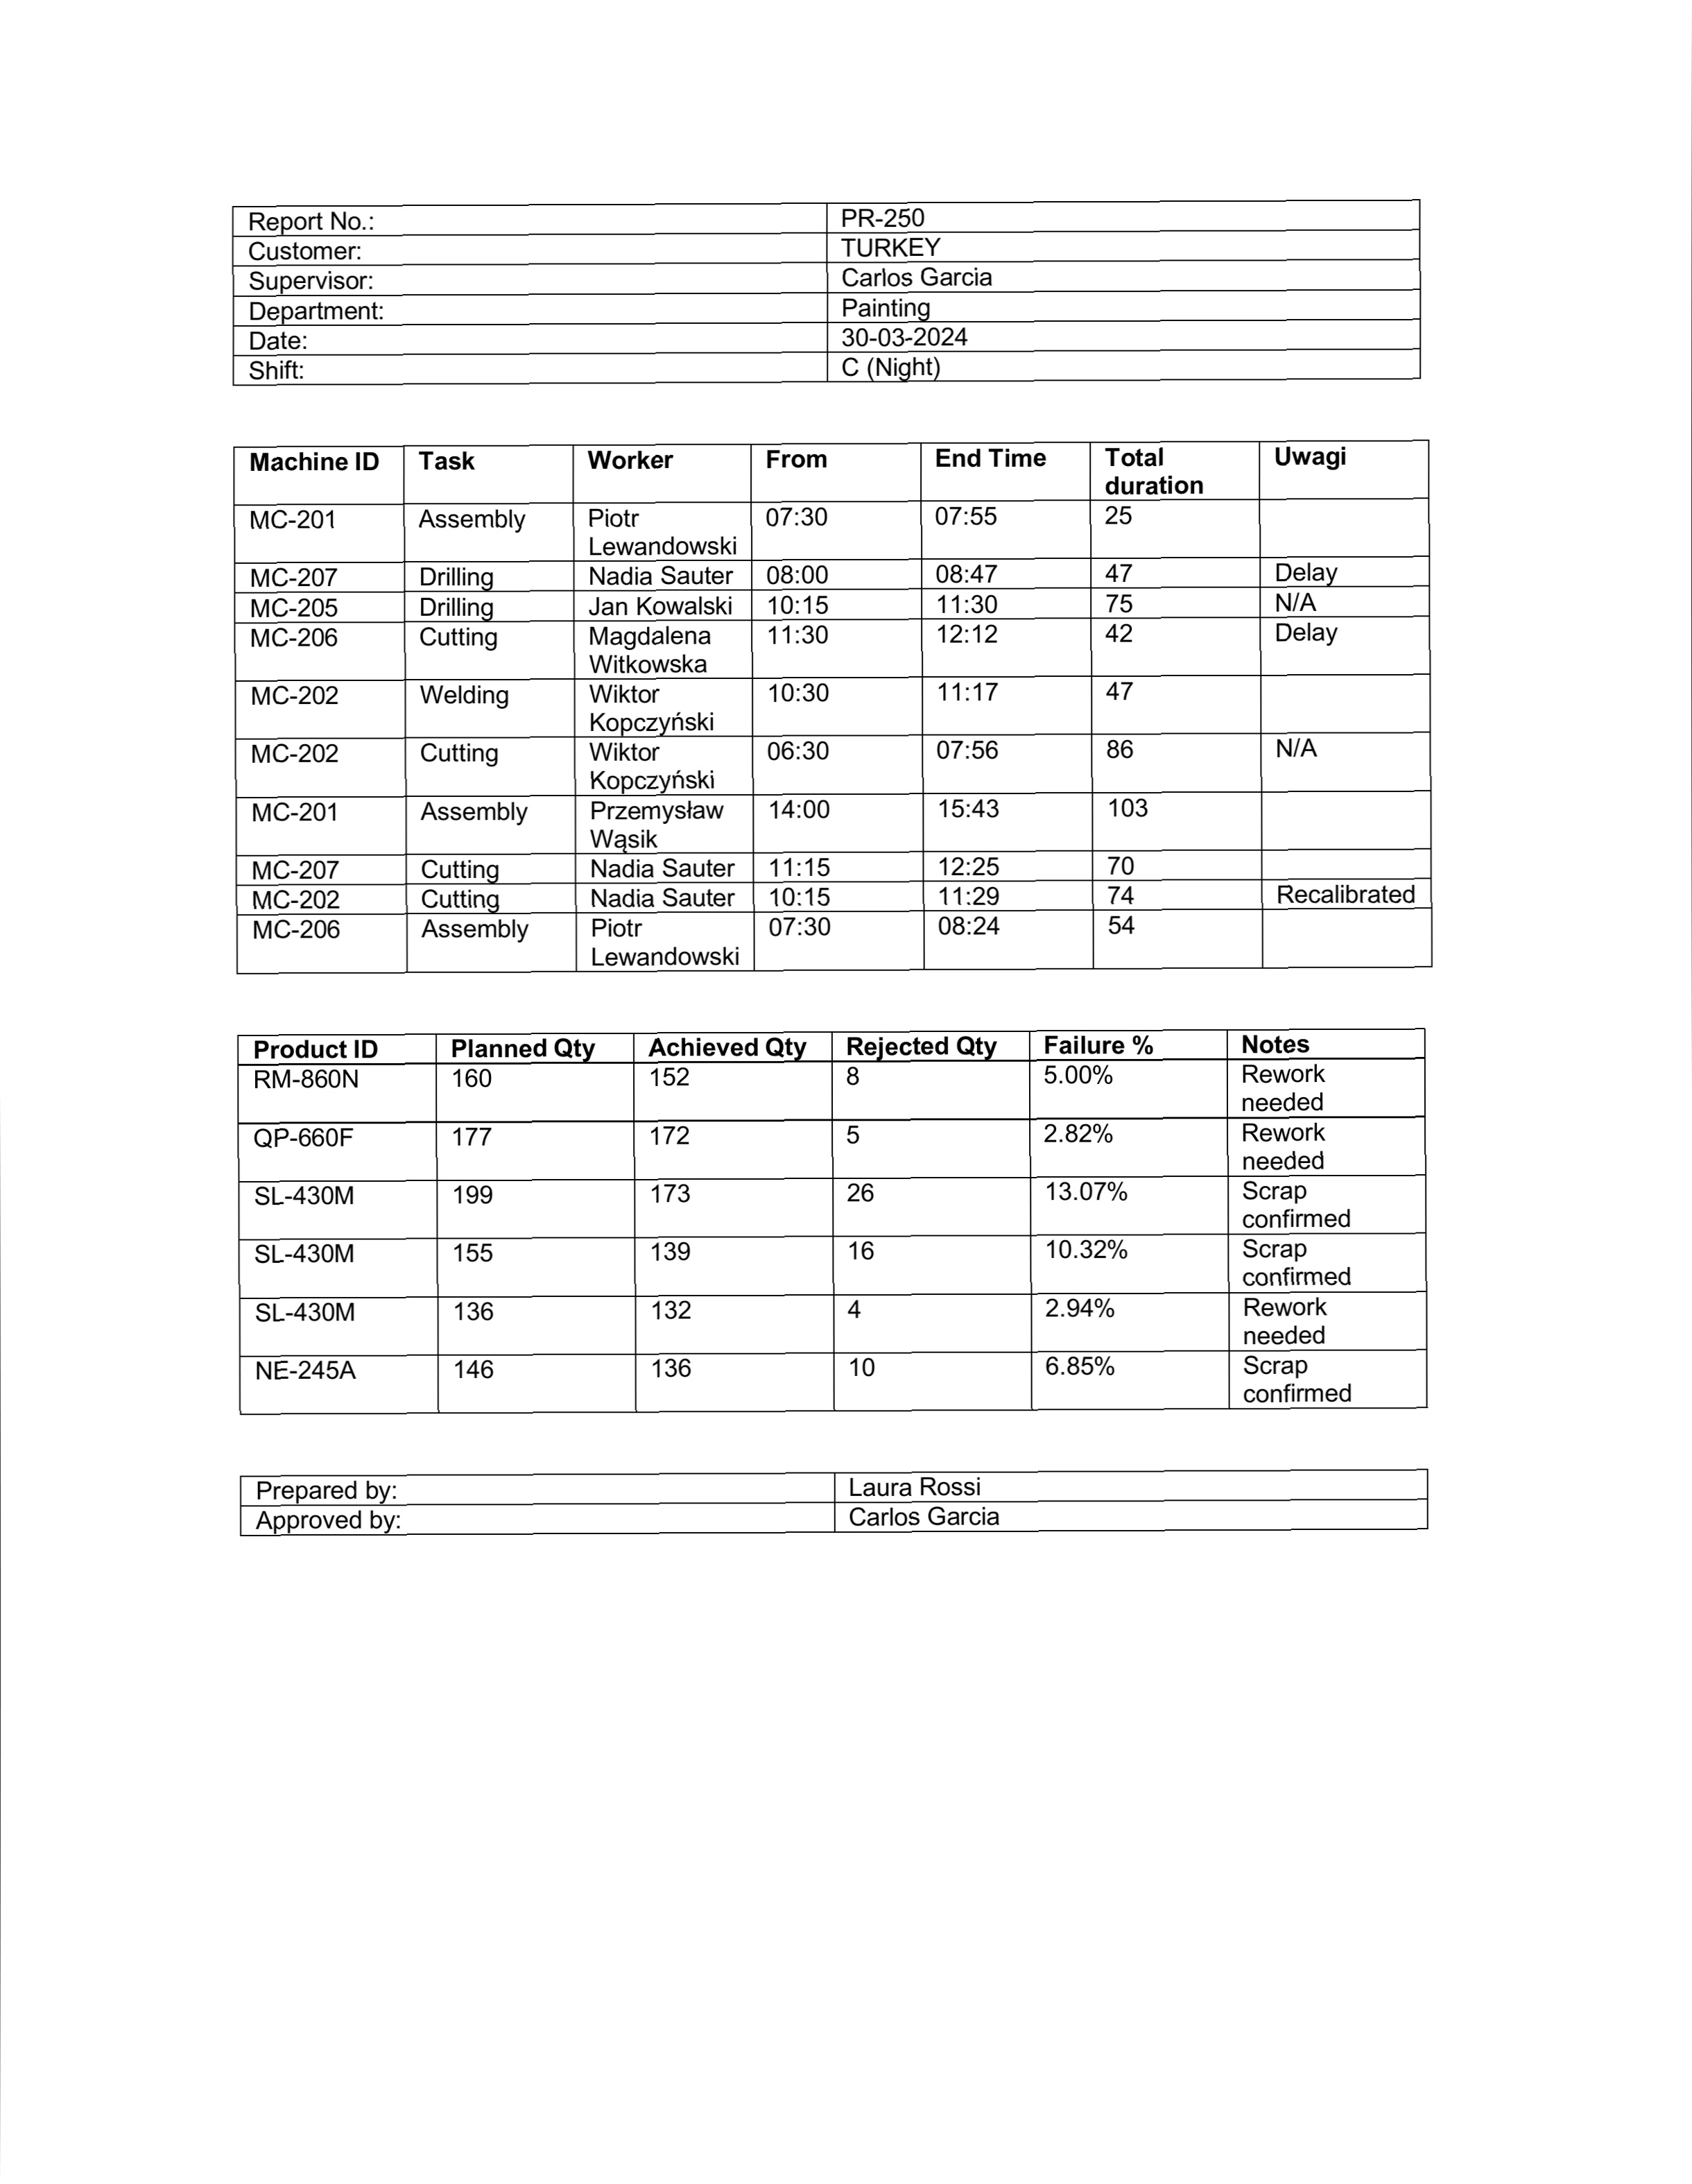 Report No.: PR-250
Customer: TURKEY
Supervisor: Carlos Garcia
Department: Painting
Date: 30-03-2024
Shift: C (Night)
Machine ID Task Worker From End Time Total duration Uwagi
MC-201 Assembly Piotr Lewandowski 07:30 07:55 25
MC-207 Drilling Nadia Sauter 08:00 08:47 47 Delay
MC-205 Drilling Jan Kowalski 10:15 11:30 75 N/A
MC-206 Cutting Magdalena Witkowska 11:30 12:12 42 Delay
MC-202 Welding Wiktor Kopczyński 10:30 11:17 47
MC-202 Cutting Wiktor Kopczyński 06:30 07:56 86 N/A
MC-201 Assembly Przemysław Wąsik 14:00 15:43 103
MC-207 Cutting Nadia Sauter 11:15 12:25 70
MC-202 Cutting Nadia Sauter 10:15 11:29 74 Recalibrated
MC-206 Assembly Piotr Lewandowski 07:30 08:24 54
Product ID Planned Qty Achieved Qty Rejected Qty Failure % Notes
RM-860N 160 152 8 5.00% Rework needed
QP-660F 177 172 5 2.82% Rework needed
SL-430M 199 173 26 13.07% Scrap confirmed
SL-430M 155 139 16 10.32% Scrap confirmed
SL-430M 136 132 4 2.94% Rework needed
NE-245A 146 136 10 6.85% Scrap confirmed
Prepared by: Laura Rossi
Approved by: Carlos Garcia